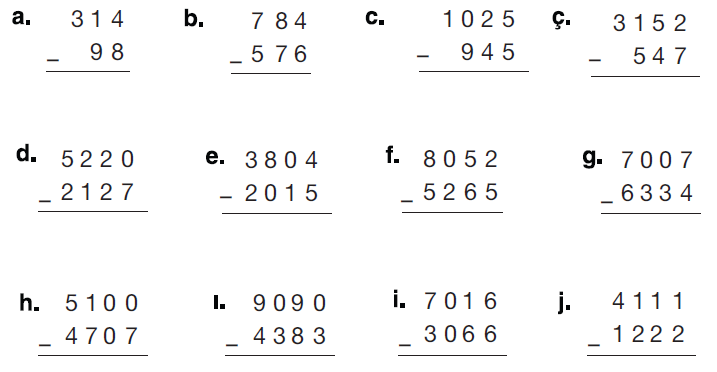 a. 314 b. 784 c. 1025 ç. 3152
– 98 – 576 – 945 – 547
d. 5220 e. 3804 f. 8052 g. 7007
– 2127 – 2015 – 5265 – 6334
h. 5100 ı. 9090 i. 7016 j. 4111
– 4707 – 4383 – 3066 – 1222